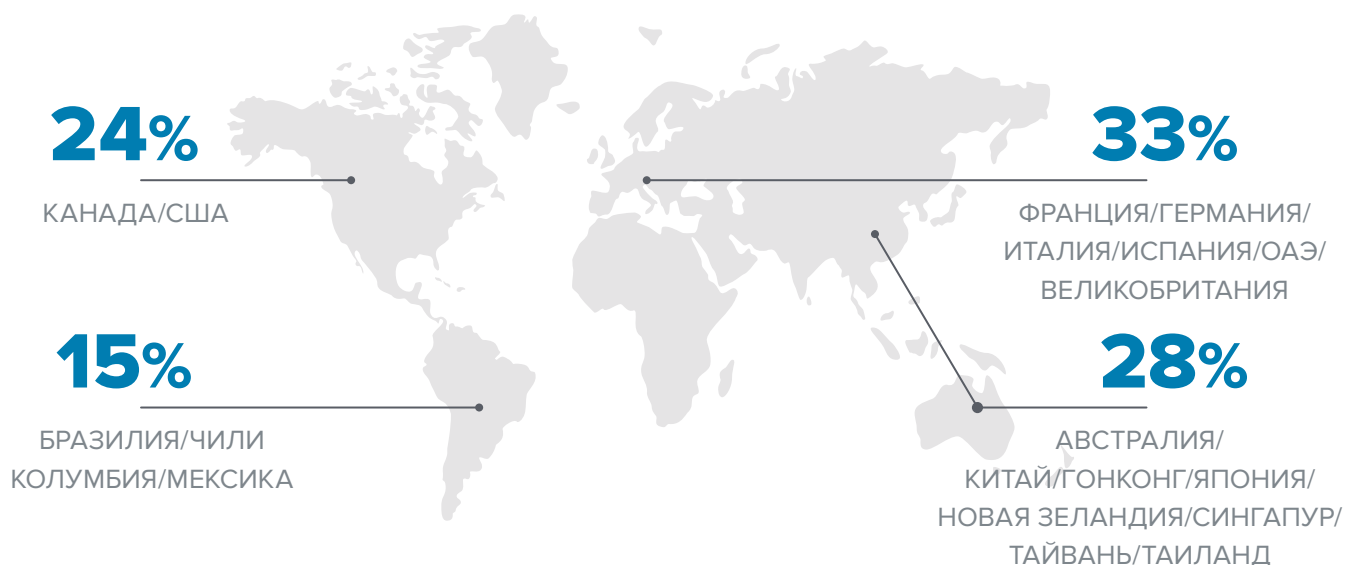 24%
КАНАДА/США
33%
ФРАНЦИЯ/ГЕРМАНИЯ/
ИТАЛИЯ/ИСПАНИЯ/ОАЭ/
ВЕЛИКОБРИТАНИЯ
15%
БРАЗИЛИЯ/ЧИЛИ
КОЛУМБИЯ/МЕКСИКА
28%
АВСТРАЛИЯ/
КИТАЙ/ГОНКОНГ/ЯПОНИЯ/
НОВАЯ ЗЕЛАНДИЯ/СИНГАПУР/
ТАЙВАНЬ/ТАИЛАНД